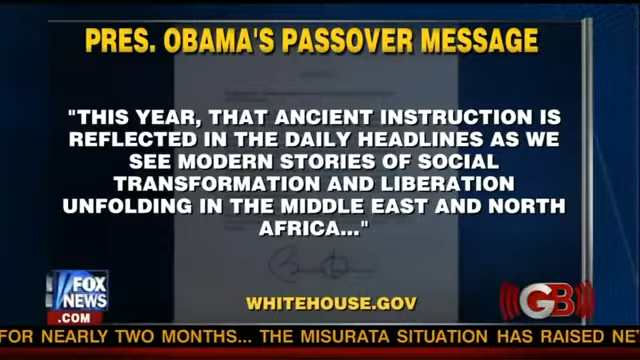 PRES. OBAMA'S PASSOVER MESSAGE
"THIS YEAR, THAT ANCIENT INSTRUCTION IS
REFLECTED IN THE DAILY HEADLINES AS WE
SEE MODERN STORIES OF SOCIAL
TRANSFORMATION AND LIBERATION
UNFOLDING IN THE MIDDLE EAST AND NORTH
AFRICA..."
FOX
NEWS
.COM
WHITEHOUSE.GOV
GB
FOR NEARLY TWO MONTHS... THE MISURATA SITUATION HAS RAISED NE